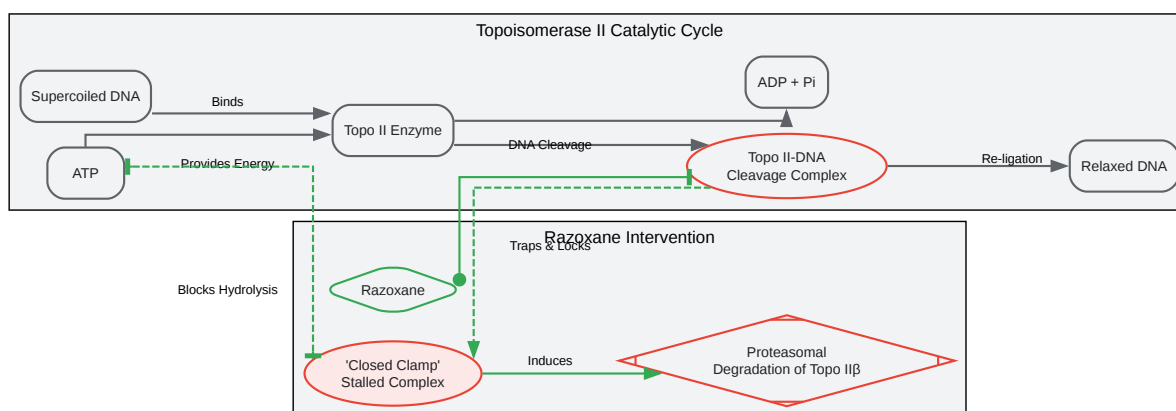 Topoisomerase II Catalytic Cycle
Supercoiled DNA
Binds
ATP
Provides Energy
Topo II Enzyme
DNA Cleavage
ADP + Pi
Topo II-DNA
Cleavage Complex
Re-ligation
Relaxed DNA
Razoxane Intervention
Traps & Locks
Blocks Hydrolysis
Razoxane
'Closed Clamp'
Stalled Complex
Induces
Proteasomal
Degradation of Topo IIβ